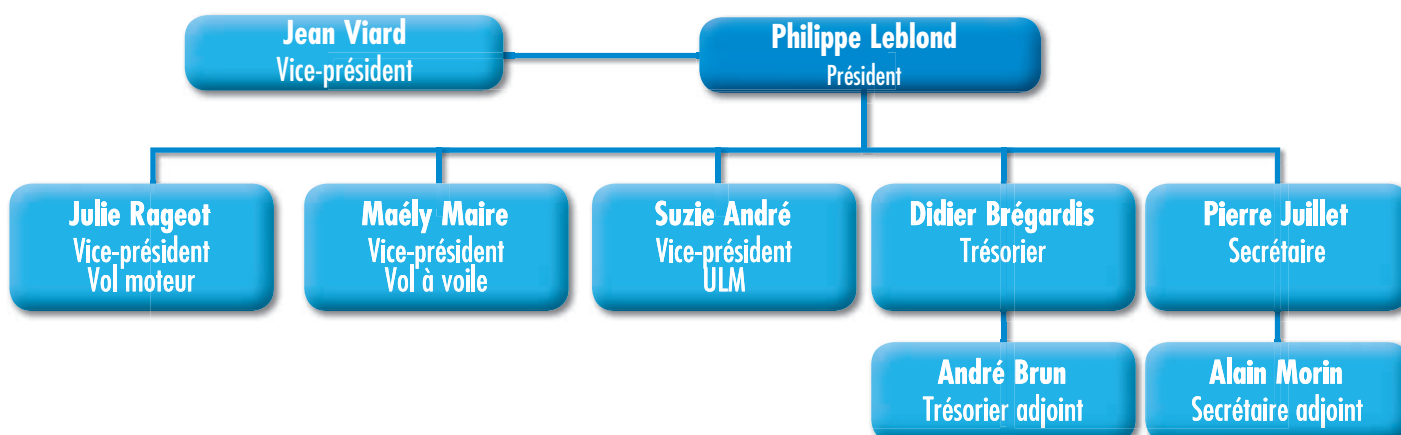 Jean Viard
Vice-président
Philippe Leblond
Président
Julie Rageot
Vice-président
Vol moteur
Maély Maire
Vice-président
Vol à voile
Suzie André
Vice-président
ULM
Didier Brégardis
Trésorier
Pierre Juillet
Secrétaire
André Brun
Trésorier adjoint
Alain Morin
Secrétaire adjoint